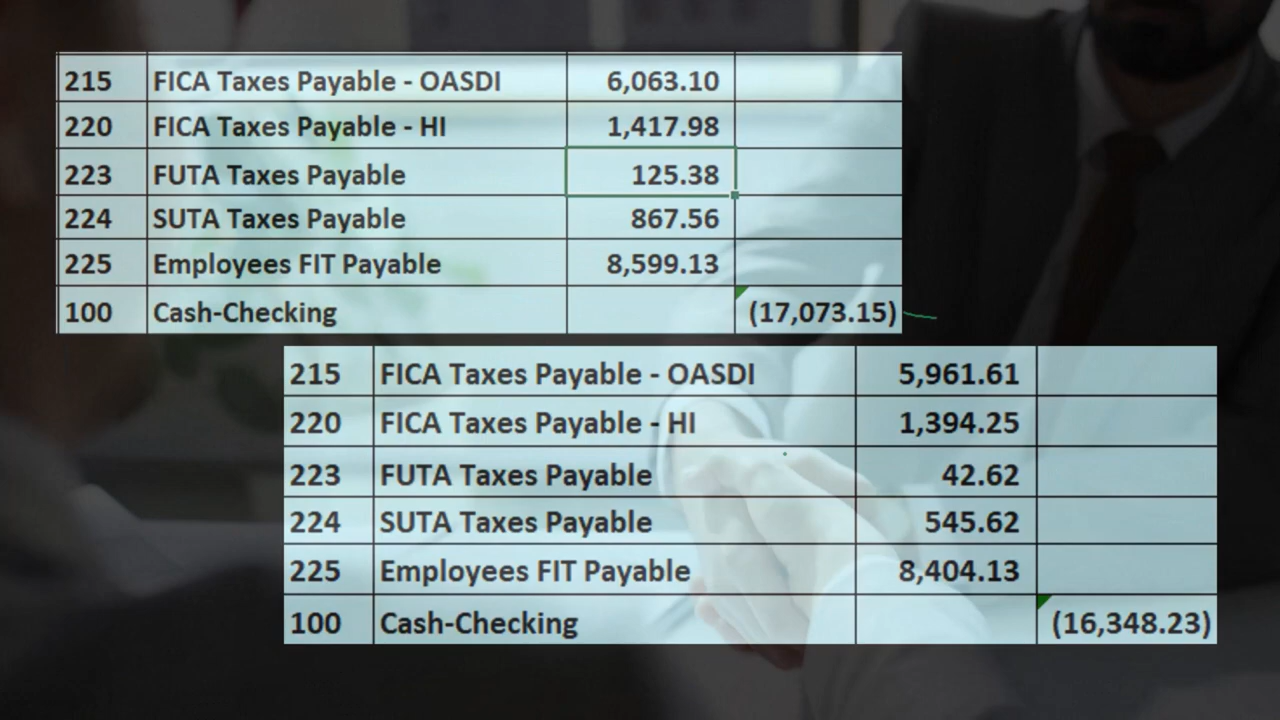 215 FICA Taxes Payable - OASDI 6,063.10
220 FICA Taxes Payable - HI 1,417.98
223 FUTA Taxes Payable 125.38
224 SUTA Taxes Payable 867.56
225 Employees FIT Payable 8,599.13
100 Cash-Checking (17,073.15)
215 FICA Taxes Payable - OASDI 5,961.61
220 FICA Taxes Payable - HI 1,394.25
223 FUTA Taxes Payable 42.62
224 SUTA Taxes Payable 545.62
225 Employees FIT Payable 8,404.13
100 Cash-Checking (16,348.23)